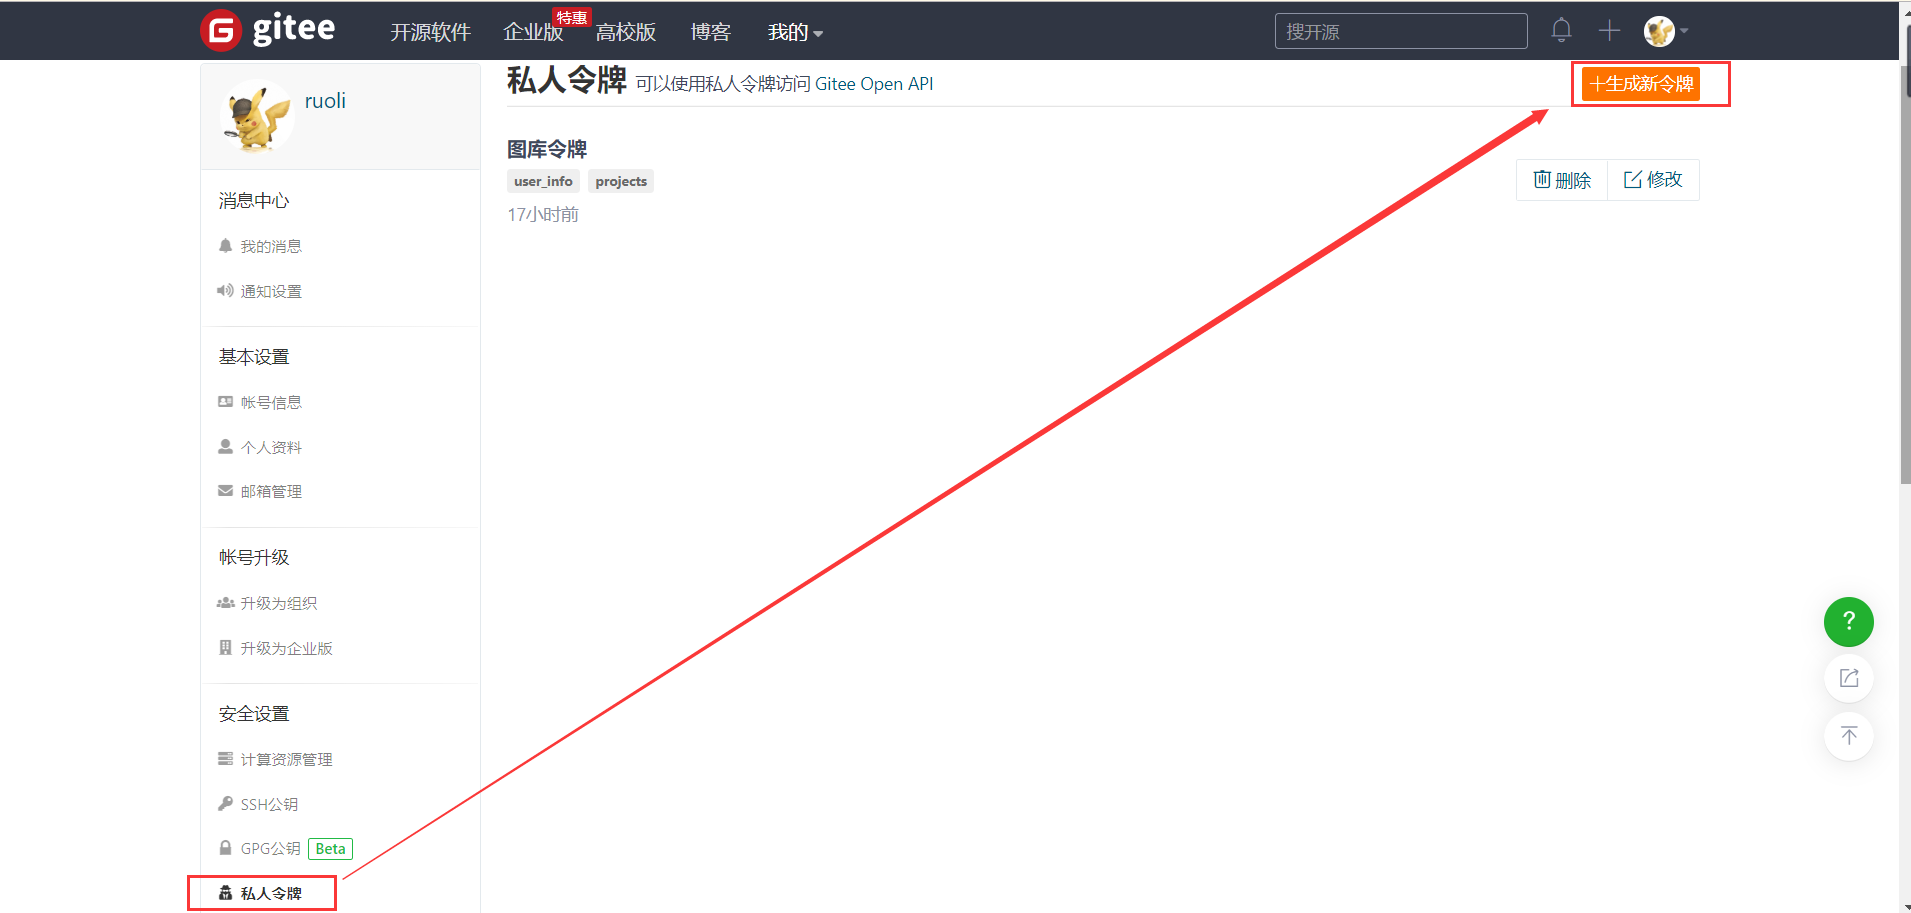 gitee
开源软件
企业版
特惠
高校版
博客
我的
搜开源
ruoli
消息中心
我的消息
通知设置
基本设置
帐号信息
个人资料
邮箱管理
帐号升级
升级为组织
升级为企业版
安全设置
计算资源管理
SSH公钥
GPG公钥 Beta
私人令牌
私人令牌 可以使用私人令牌访问 Gitee Open API
+生成新令牌
图库令牌
user_info projects
17小时前
删除 修改
?